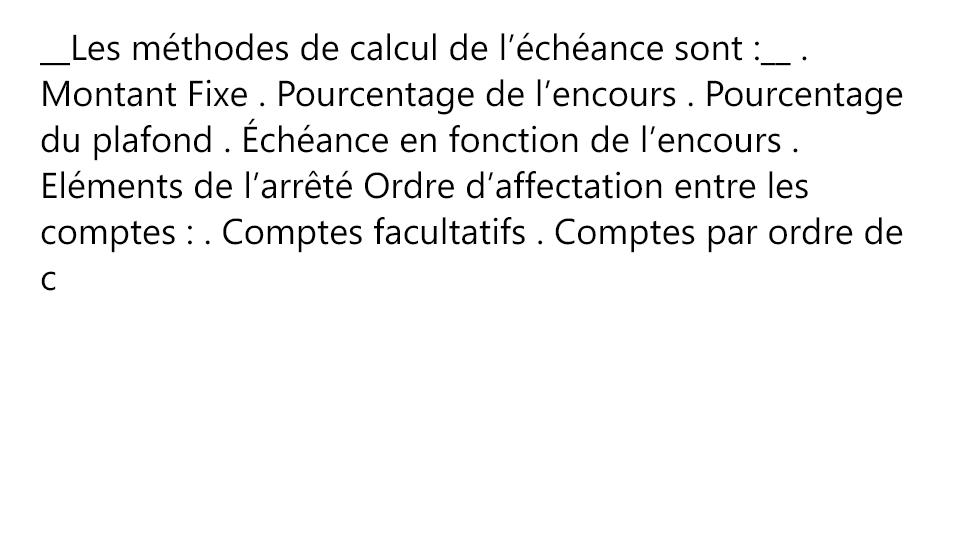 __Les méthodes de calcul de l’échéance sont :__ .
Montant Fixe . Pourcentage de l’encours . Pourcentage
du plafond . Échéance en fonction de l’encours .
Eléments de l’arrêté Ordre d’affectation entre les
comptes : . Comptes facultatifs . Comptes par ordre de
c